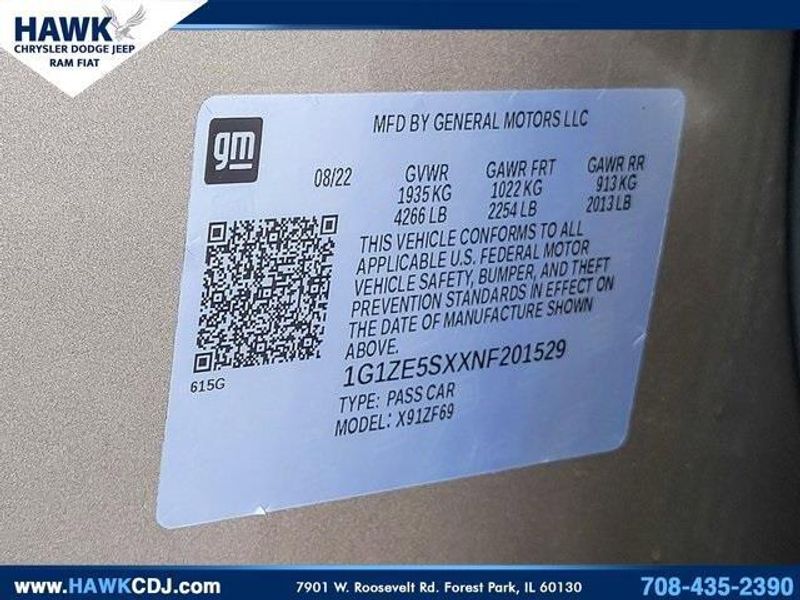 HAWK
CHRYSLER DODGE JEEP
RAM FIAT
gm
MFD BY GENERAL MOTORS LLC
08/22 GVWR GAWR FRT GAWR RR
1935 KG 1022 KG 913 KG
4266 LB 2254 LB 2013 LB
THIS VEHICLE CONFORMS TO ALL
APPLICABLE U.S. FEDERAL MOTOR
VEHICLE SAFETY, BUMPER, AND THEFT
PREVENTION STANDARDS IN EFFECT ON
THE DATE OF MANUFACTURE SHOWN
ABOVE.
615G
1G1ZE5SXXNF201529
TYPE: PASS CAR
MODEL: X91ZF69
www.HAWKCDJ.com 7901 W. Roosevelt Rd. Forest Park, IL 60130 708-435-2390